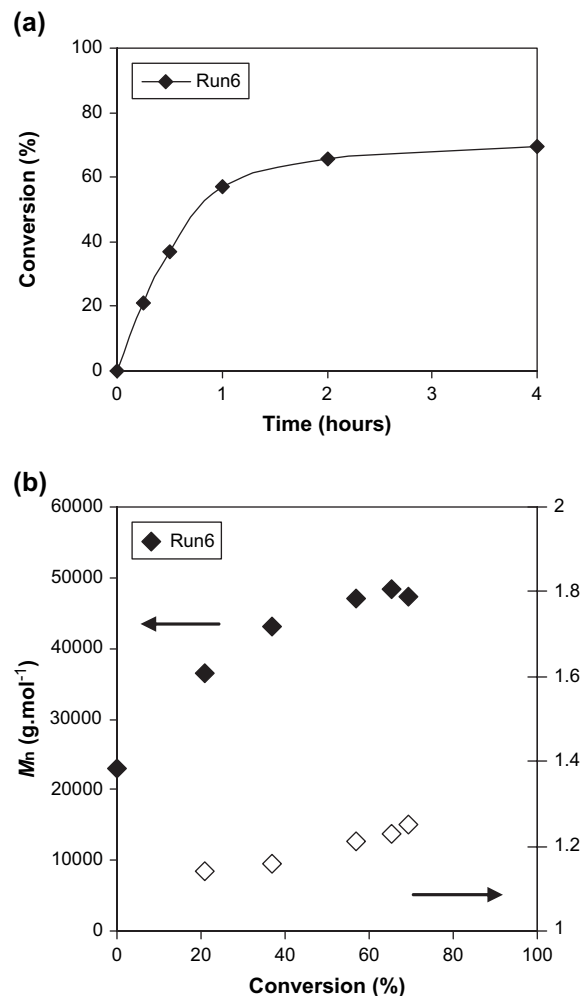 (a)
100
80
60
40
20
0
Conversion (%)
Run6
0 1 2 3 4
Time (hours)
(b)
60000
50000
40000
30000
20000
10000
0
Mn (g.mol-1)
Run6
2
1.8
1.6
1.4
1.2
1
0 20 40 60 80 100
Conversion (%)